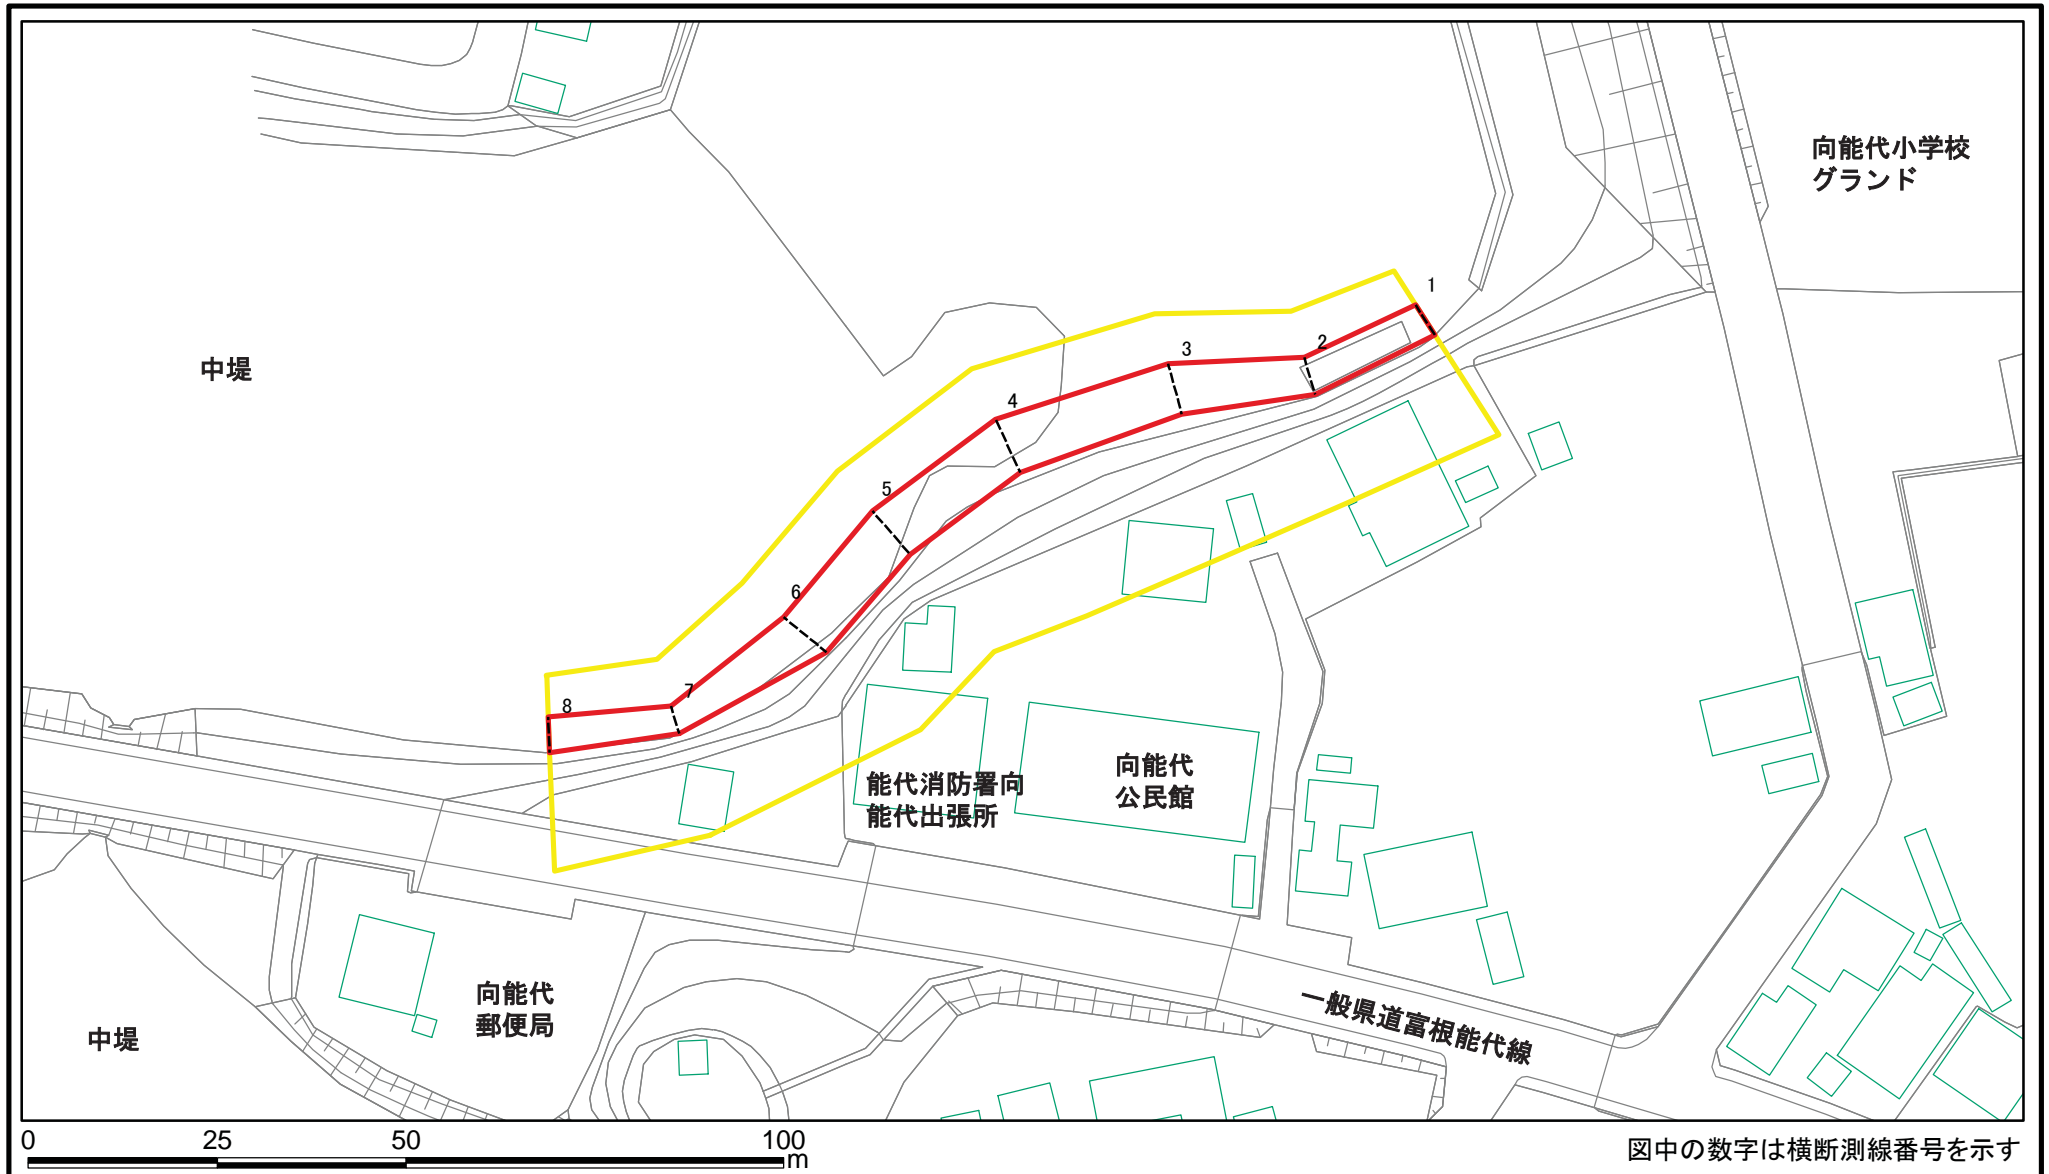 向能代小学校
グランド
1
2
3
中堤
4
5
6
7
8
向能代
公民館
能代消防署向
能代出張所
向能代
郵便局
一般県道富根能代線
中堤
0 25 50 100
m
図中の数字は横断測線番号を示す